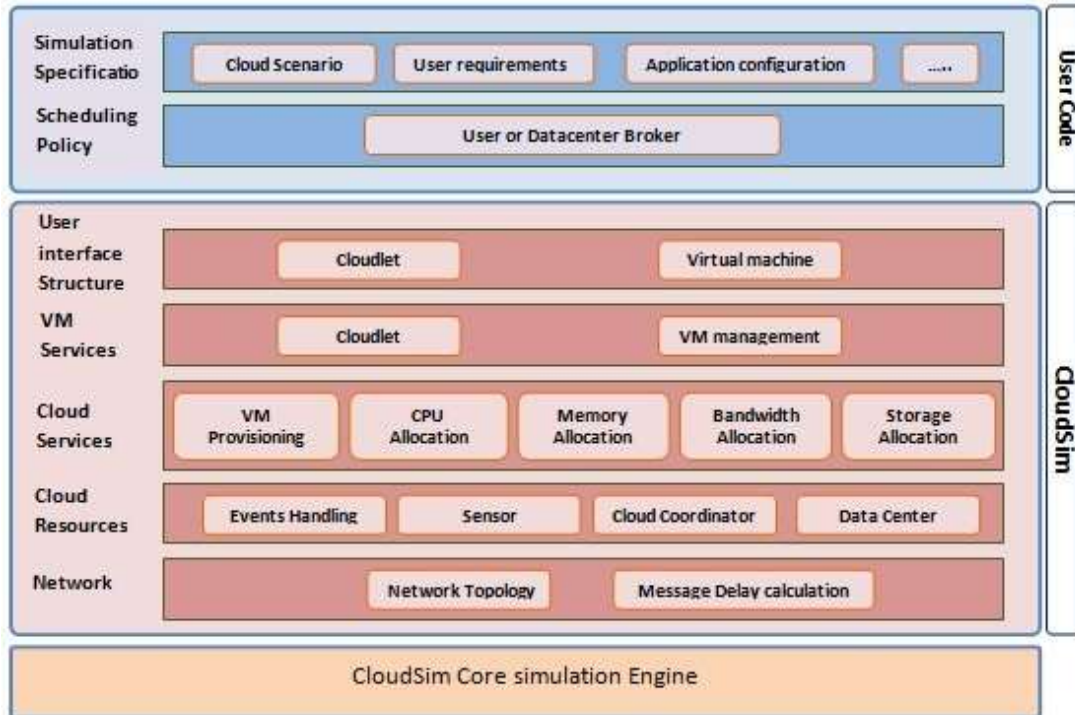 Simulation
Specificatio
Cloud Scenario
User requirements
Application configuration
.....
Scheduling
Policy
User or Datacenter Broker
User Code
User
interface
Structure
Cloudlet
Virtual machine
VM
Services
Cloudlet
VM management
Cloud
Services
VM
Provisioning
CPU
Allocation
Memory
Allocation
Bandwidth
Allocation
Storage
Allocation
Cloud
Resources
Events Handling
Sensor
Cloud Coordinator
Data Center
Network
Network Topology
Message Delay calculation
CloudSim
CloudSim Core simulation Engine